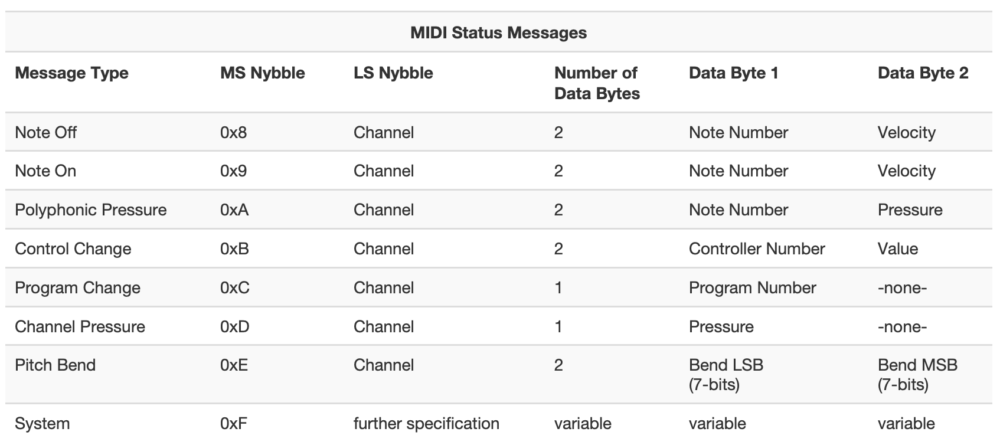 MIDI Status Messages
Message Type MS Nybble LS Nybble Number of Data Bytes Data Byte 1 Data Byte 2
Note Off 0x8 Channel 2 Note Number Velocity
Note On 0x9 Channel 2 Note Number Velocity
Polyphonic Pressure 0xA Channel 2 Note Number Pressure
Control Change 0xB Channel 2 Controller Number Value
Program Change 0xC Channel 1 Program Number -none-
Channel Pressure 0xD Channel 1 Pressure -none-
Pitch Bend 0xE Channel 2 Bend LSB (7-bits) Bend MSB (7-bits)
System 0xF further specification variable variable variable